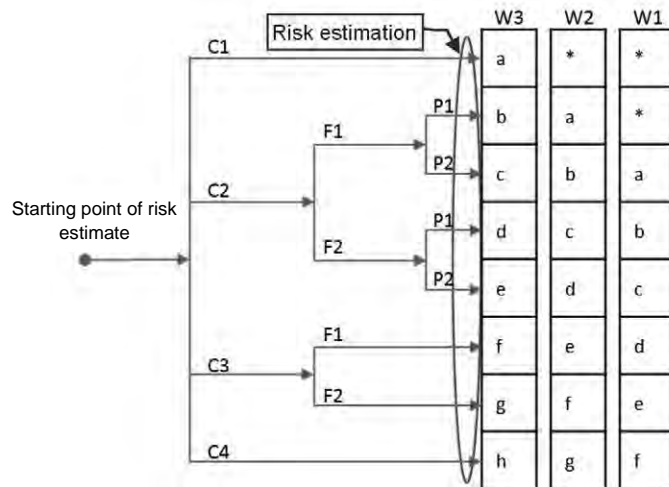 W3 W2 W1
Risk estimation
C1
a * *
P1
b a *
F1
P2
c b a
C2
Starting point of risk
estimate
P1
d c b
F2
P2
e d c
F1
f e d
C3
F2
g f e
C4
h g f